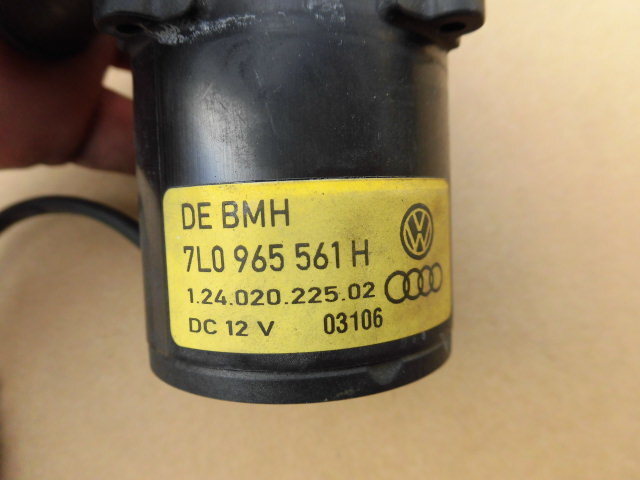 DE BMH
7L0 965 561 H
1.24.020.225.02
DC 12 V 03106